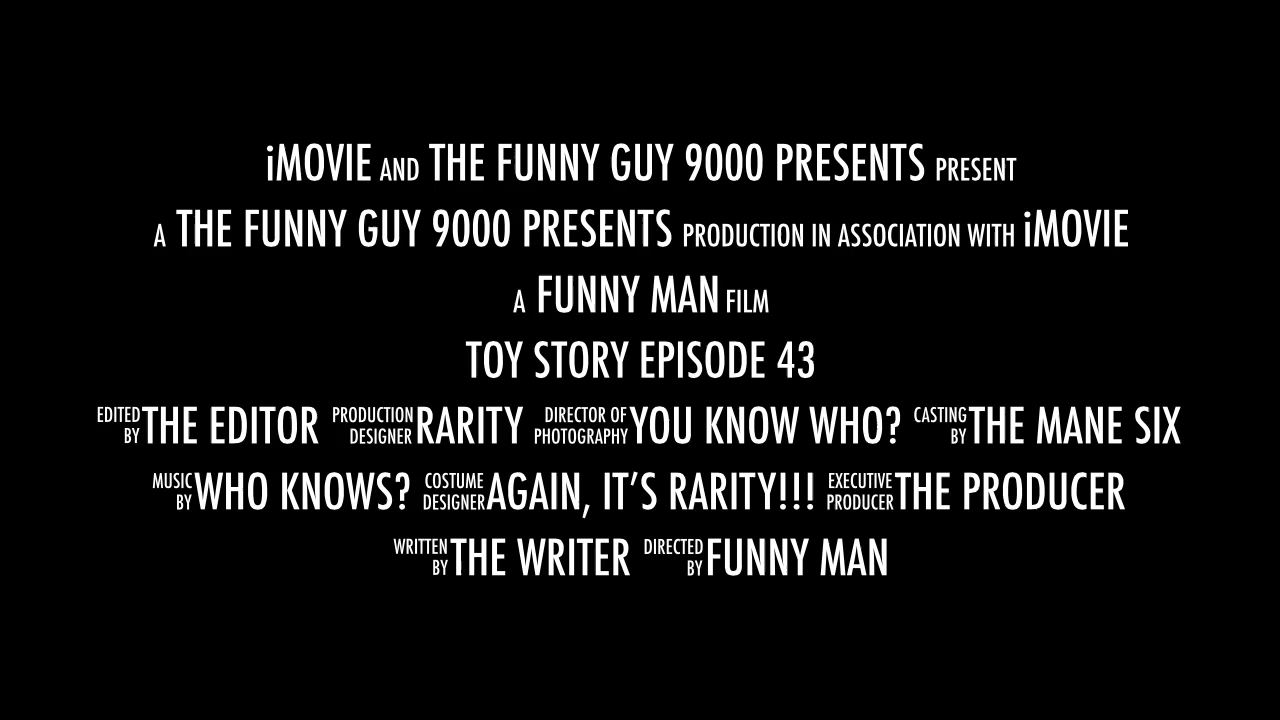 iMOVIE AND THE FUNNY GUY 9000 PRESENTS PRESENT
A THE FUNNY GUY 9000 PRESENTS PRODUCTION IN ASSOCIATION WITH iMOVIE
A FUNNY MAN FILM
TOY STORY EPISODE 43
EDITED BY THE EDITOR PRODUCTION DESIGNER RARITY DIRECTOR OF PHOTOGRAPHY YOU KNOW WHO? CASTING BY THE MANE SIX
MUSIC BY WHO KNOWS? COSTUME DESIGNER AGAIN, IT'S RARITY!!! EXECUTIVE PRODUCER THE PRODUCER
WRITTEN BY THE WRITER DIRECTED BY FUNNY MAN